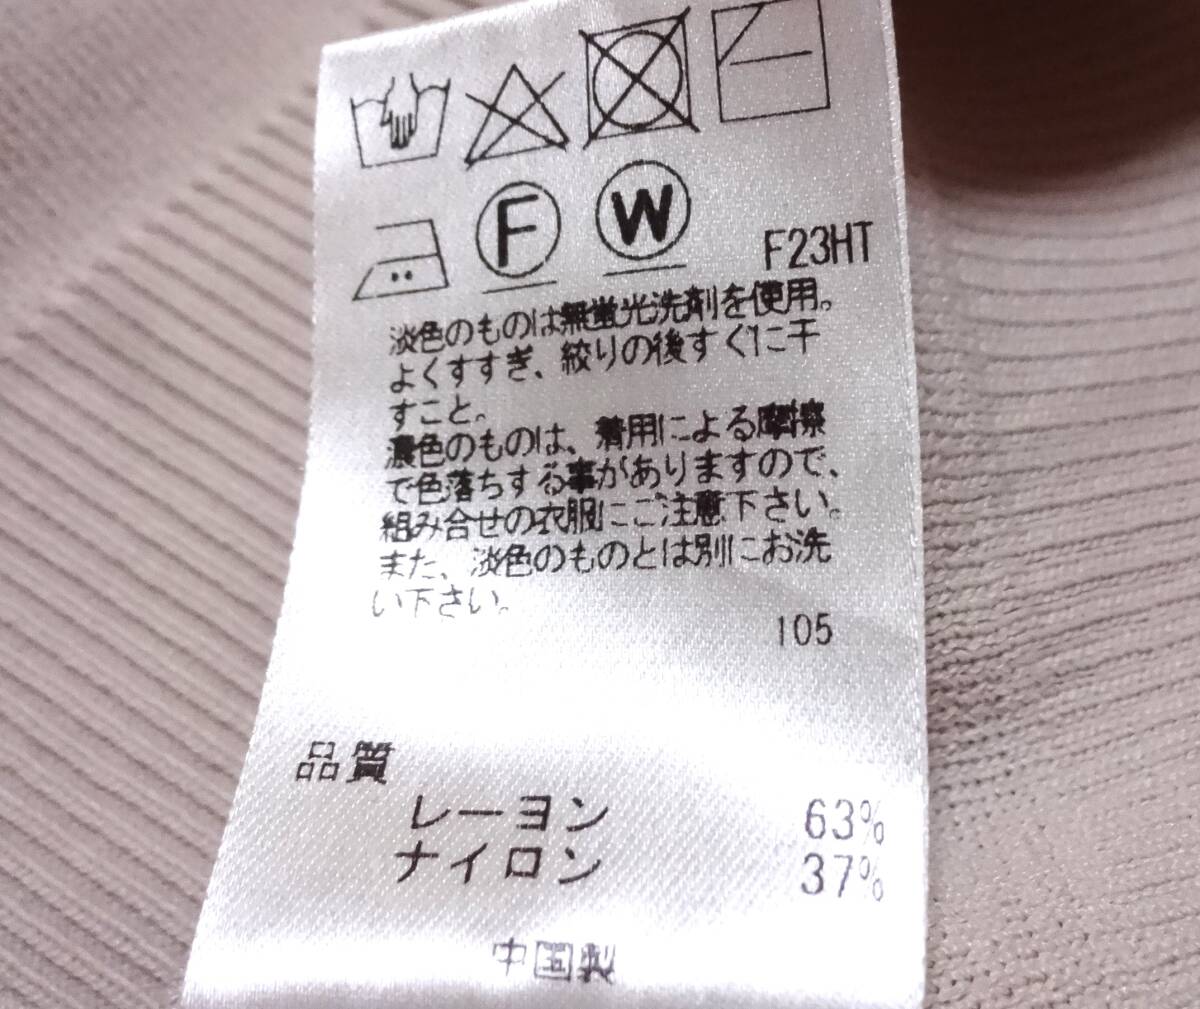 F W F23HT
淡色のものは無蛍光洗剤を使用。
よくすすぎ、絞りの後すぐに干
すこと。
濃色のものは、着用による摩擦
で色落ちする事がありますので、
組み合せの衣服にご注意下さい。
また、淡色のものとは別にお洗
い下さい。
105
品質
レーヨン 63%
ナイロン 37%
中国製